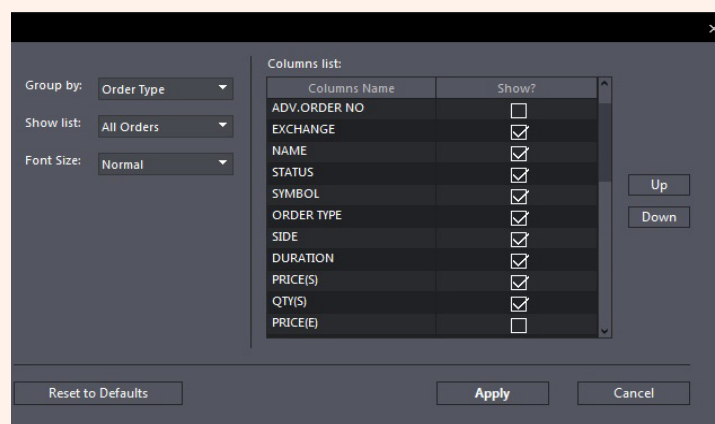 Group by: Order Type
Show list: All Orders
Font Size: Normal
Columns list:
Columns Name Show?
ADV.ORDER NO
EXCHANGE
NAME
STATUS
SYMBOL
ORDER TYPE
SIDE
DURATION
PRICE(S)
QTY(S)
PRICE(E)
Up
Down
Reset to Defaults Apply Cancel